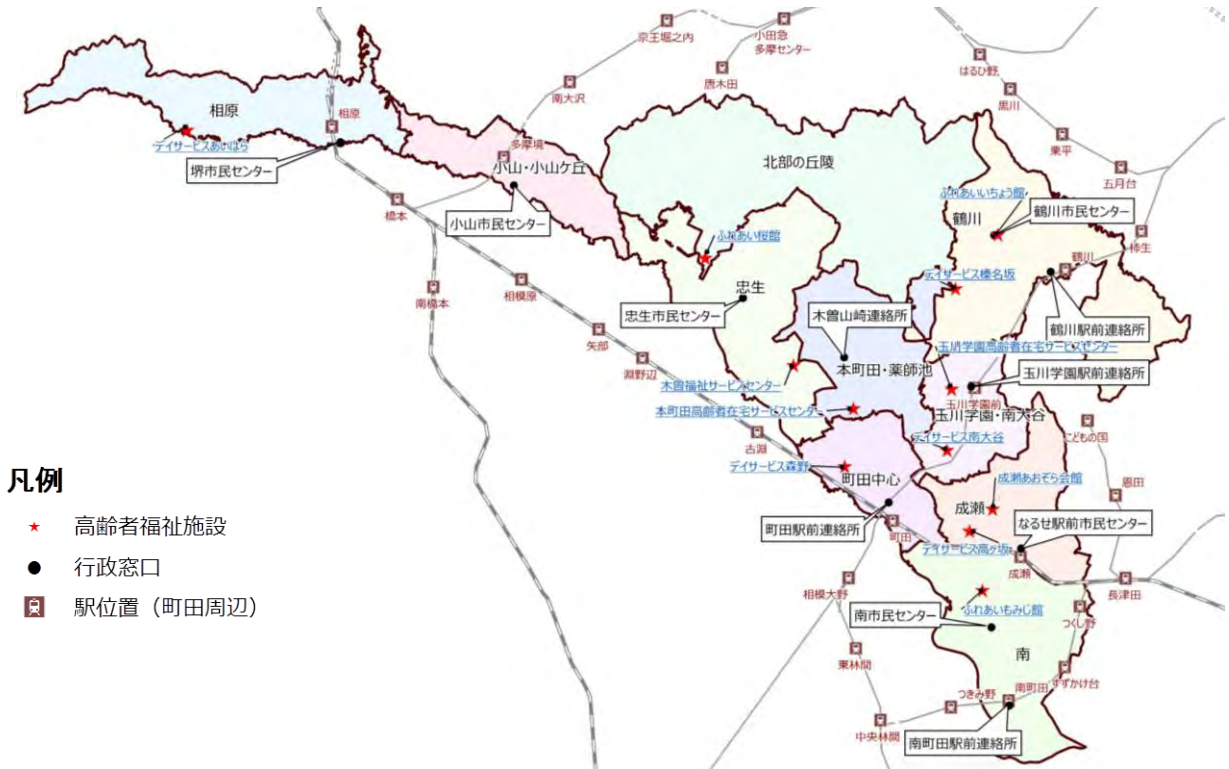 京王堀之内
小田急
多摩センター
はるひ野
唐木田
南大沢
黒川
相原
相原
栗平
デイサービスあいはら
多摩境
北部の丘陵
堺市民センター
小山・小山ケ丘
五月台
ふれあいいちょう館
橋本
小山市民センター
鶴川
鶴川市民センター
ふれあい桜館
柿生
鶴川
デイサービス榛名坂
南橋本
相模原
忠生
忠生市民センター
木曽山崎連絡所
鶴川駅前連絡所
矢部
玉川学園高齢者在宅サービスセンター
淵野辺
本町田・薬師池
玉川学園駅前連絡所
木曽福祉サービスセンター
玉川学園前
本町田高齢者在宅サービスセンター
玉川学園・南大谷
古淵
デイサービス南大谷
こどもの国
デイサービス森野
町田中心
成瀬あおぞら会館
恩田
成瀬
なるせ駅前市民センター
町田駅前連絡所
町田
デイサービス高ヶ坂
成瀬
相模大野
長津田
ふれあいもみじ館
つくし野
南市民センター
東林間
南
すずかけ台
つきみ野
南町田
中央林間
南町田駅前連絡所
凡例
高齢者福祉施設
行政窓口
駅位置（町田周辺）